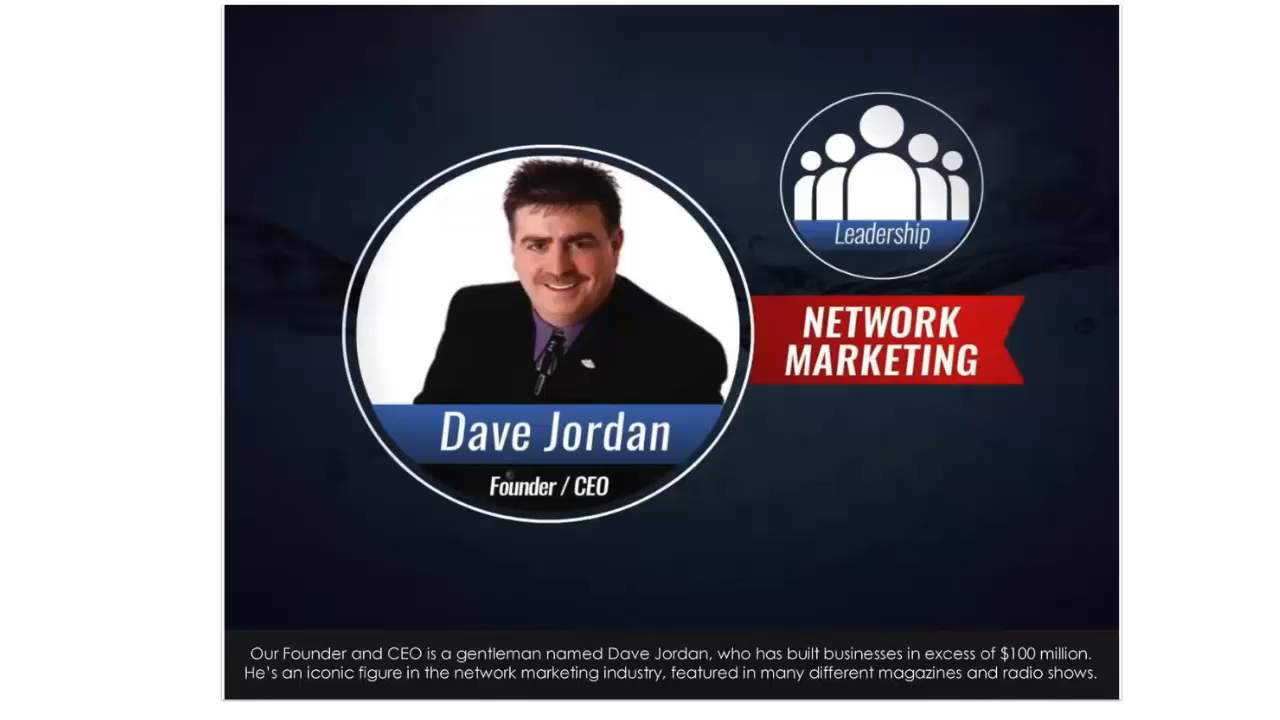 Leadership
NETWORK
MARKETING
Dave Jordan
Founder / CEO
Our Founder and CEO is a gentleman named Dave Jordan, who has built businesses in excess of $100 million.
He's an iconic figure in the network marketing industry, featured in many different magazines and radio shows.